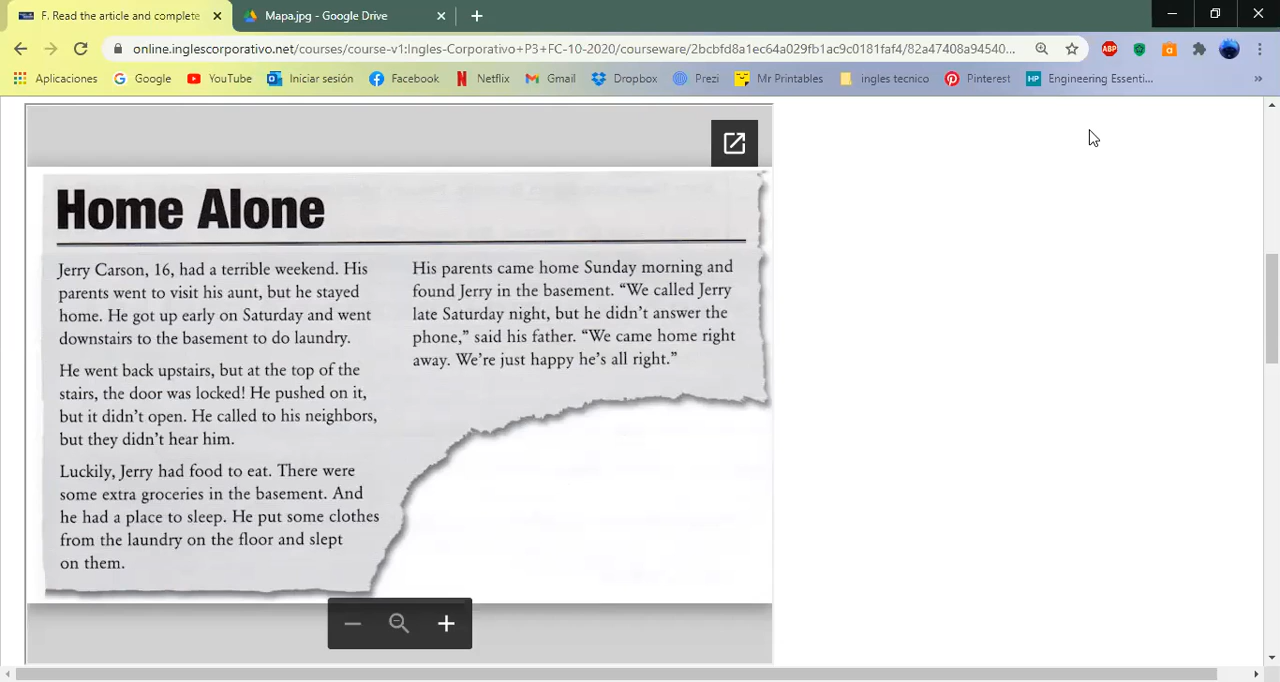 F. Read the article and complete
Mapa.jpg - Google Drive
online.inglescorporativo.net/courses/course-v1:Ingles-Corporativo+P3+FC-10-2020/courseware/2bcbfd8a1ec64a029fb1ac9c0181faf4/82a47408a94540...
ABP
Aplicaciones
Google
YouTube
Iniciar sesión
Facebook
Netflix
Gmail
Dropbox
Prezi
Mr Printables
ingles tecnico
Pinterest
HP Engineering Essenti...
Home Alone
Jerry Carson, 16, had a terrible weekend. His
parents went to visit his aunt, but he stayed
home. He got up early on Saturday and went
downstairs to the basement to do laundry.
He went back upstairs, but at the top of the
stairs, the door was locked! He pushed on it,
but it didn't open. He called to his neighbors,
but they didn't hear him.
Luckily, Jerry had food to eat. There were
some extra groceries in the basement. And
he had a place to sleep. He put some clothes
from the laundry on the floor and slept
on them.
His parents came home Sunday morning and
found Jerry in the basement. “We called Jerry
late Saturday night, but he didn't answer the
phone,” said his father. “We came home right
away. We're just happy he's all right.”